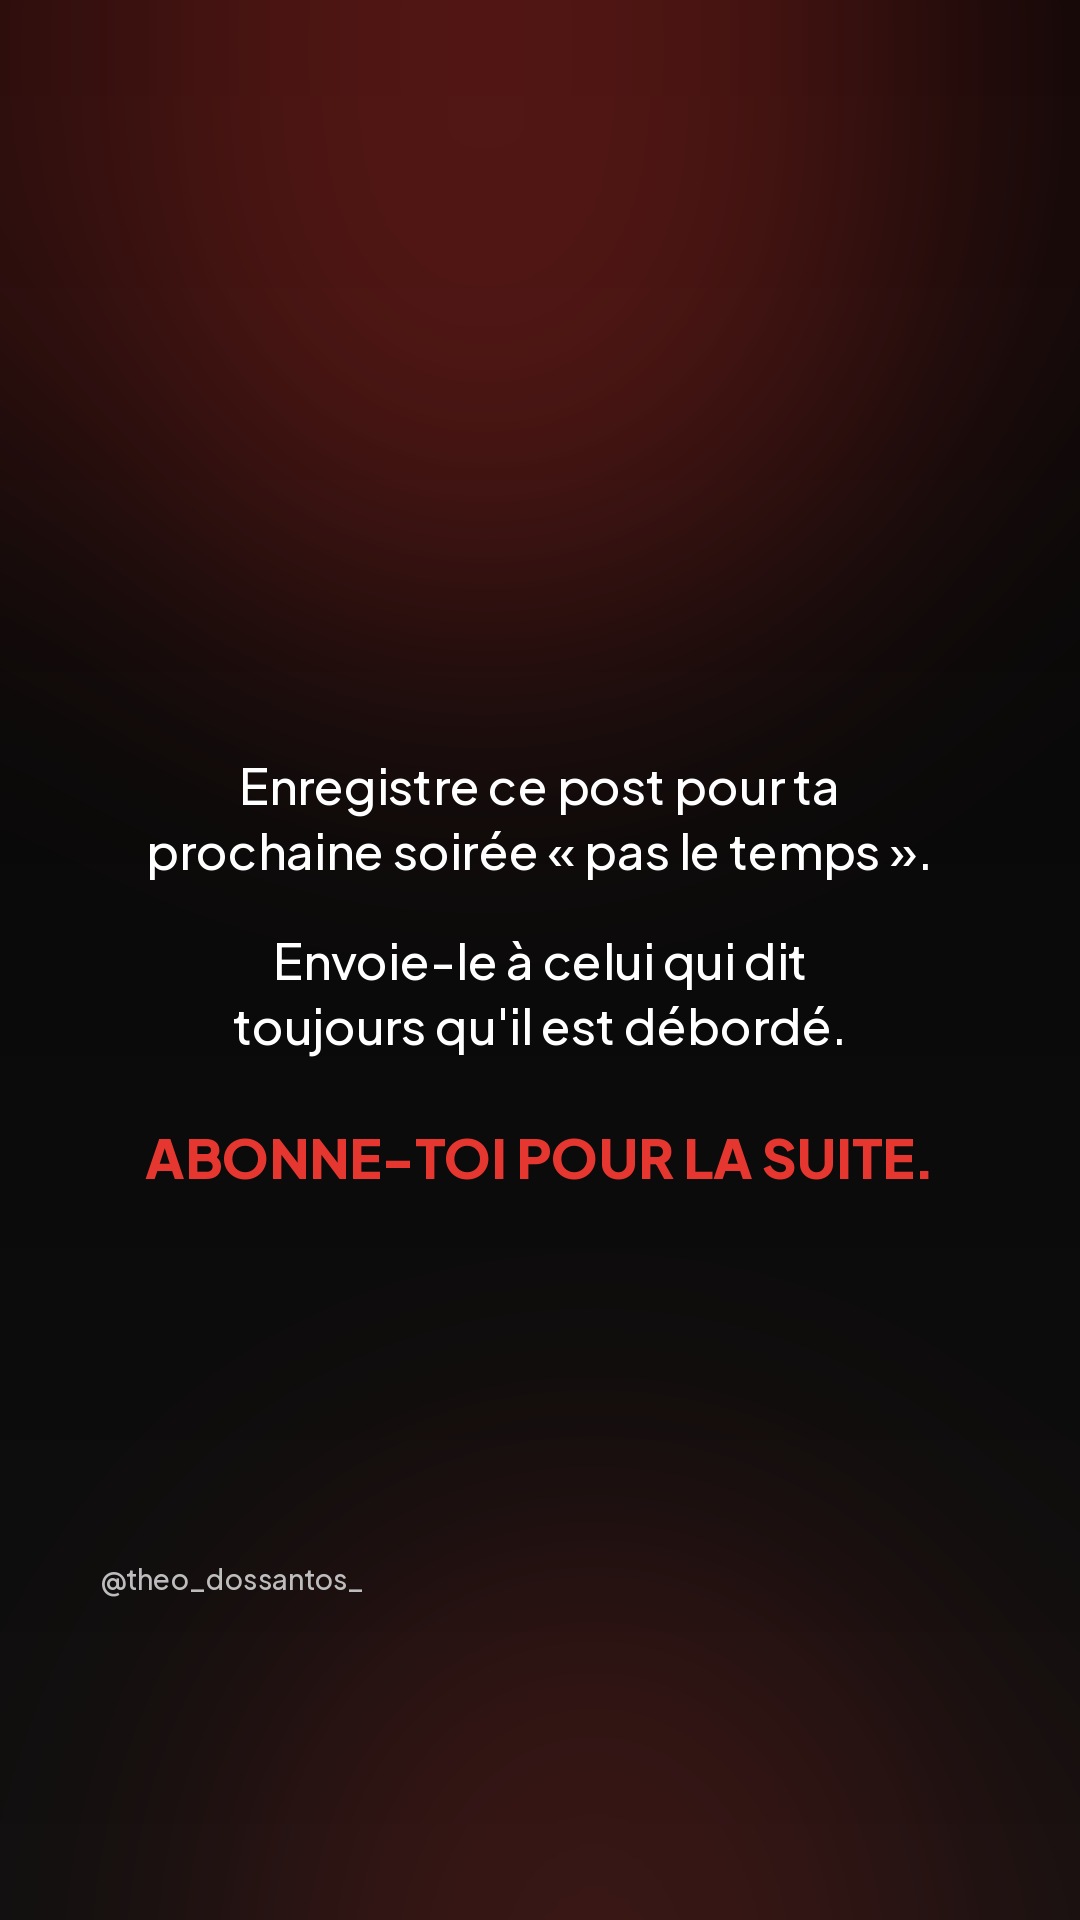 Enregistre ce post pour ta
prochaine soirée « pas le temps ».
Envoie-le à celui qui dit
toujours qu'il est débordé.
ABONNE-TOI POUR LA SUITE.
@theo_dossantos_